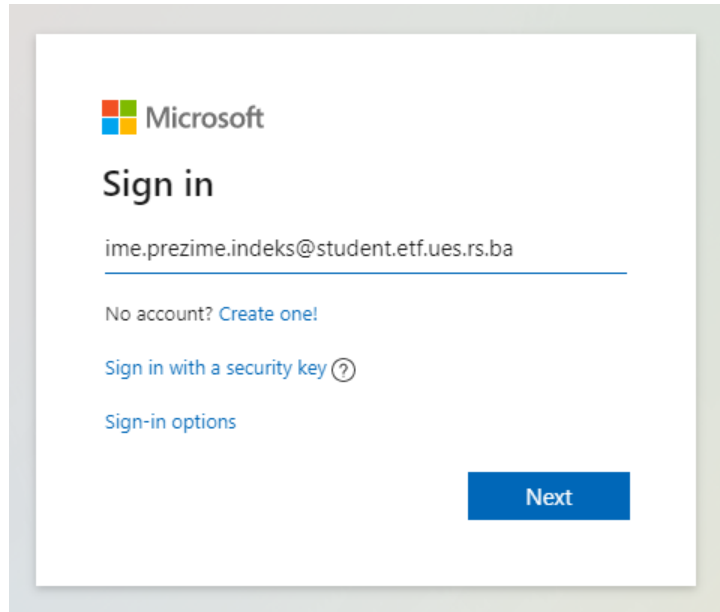 Microsoft
Sign in
ime.prezime.indeks@student.etf.ues.rs.ba
No account? Create one!
Sign in with a security key ?
Sign-in options
Next